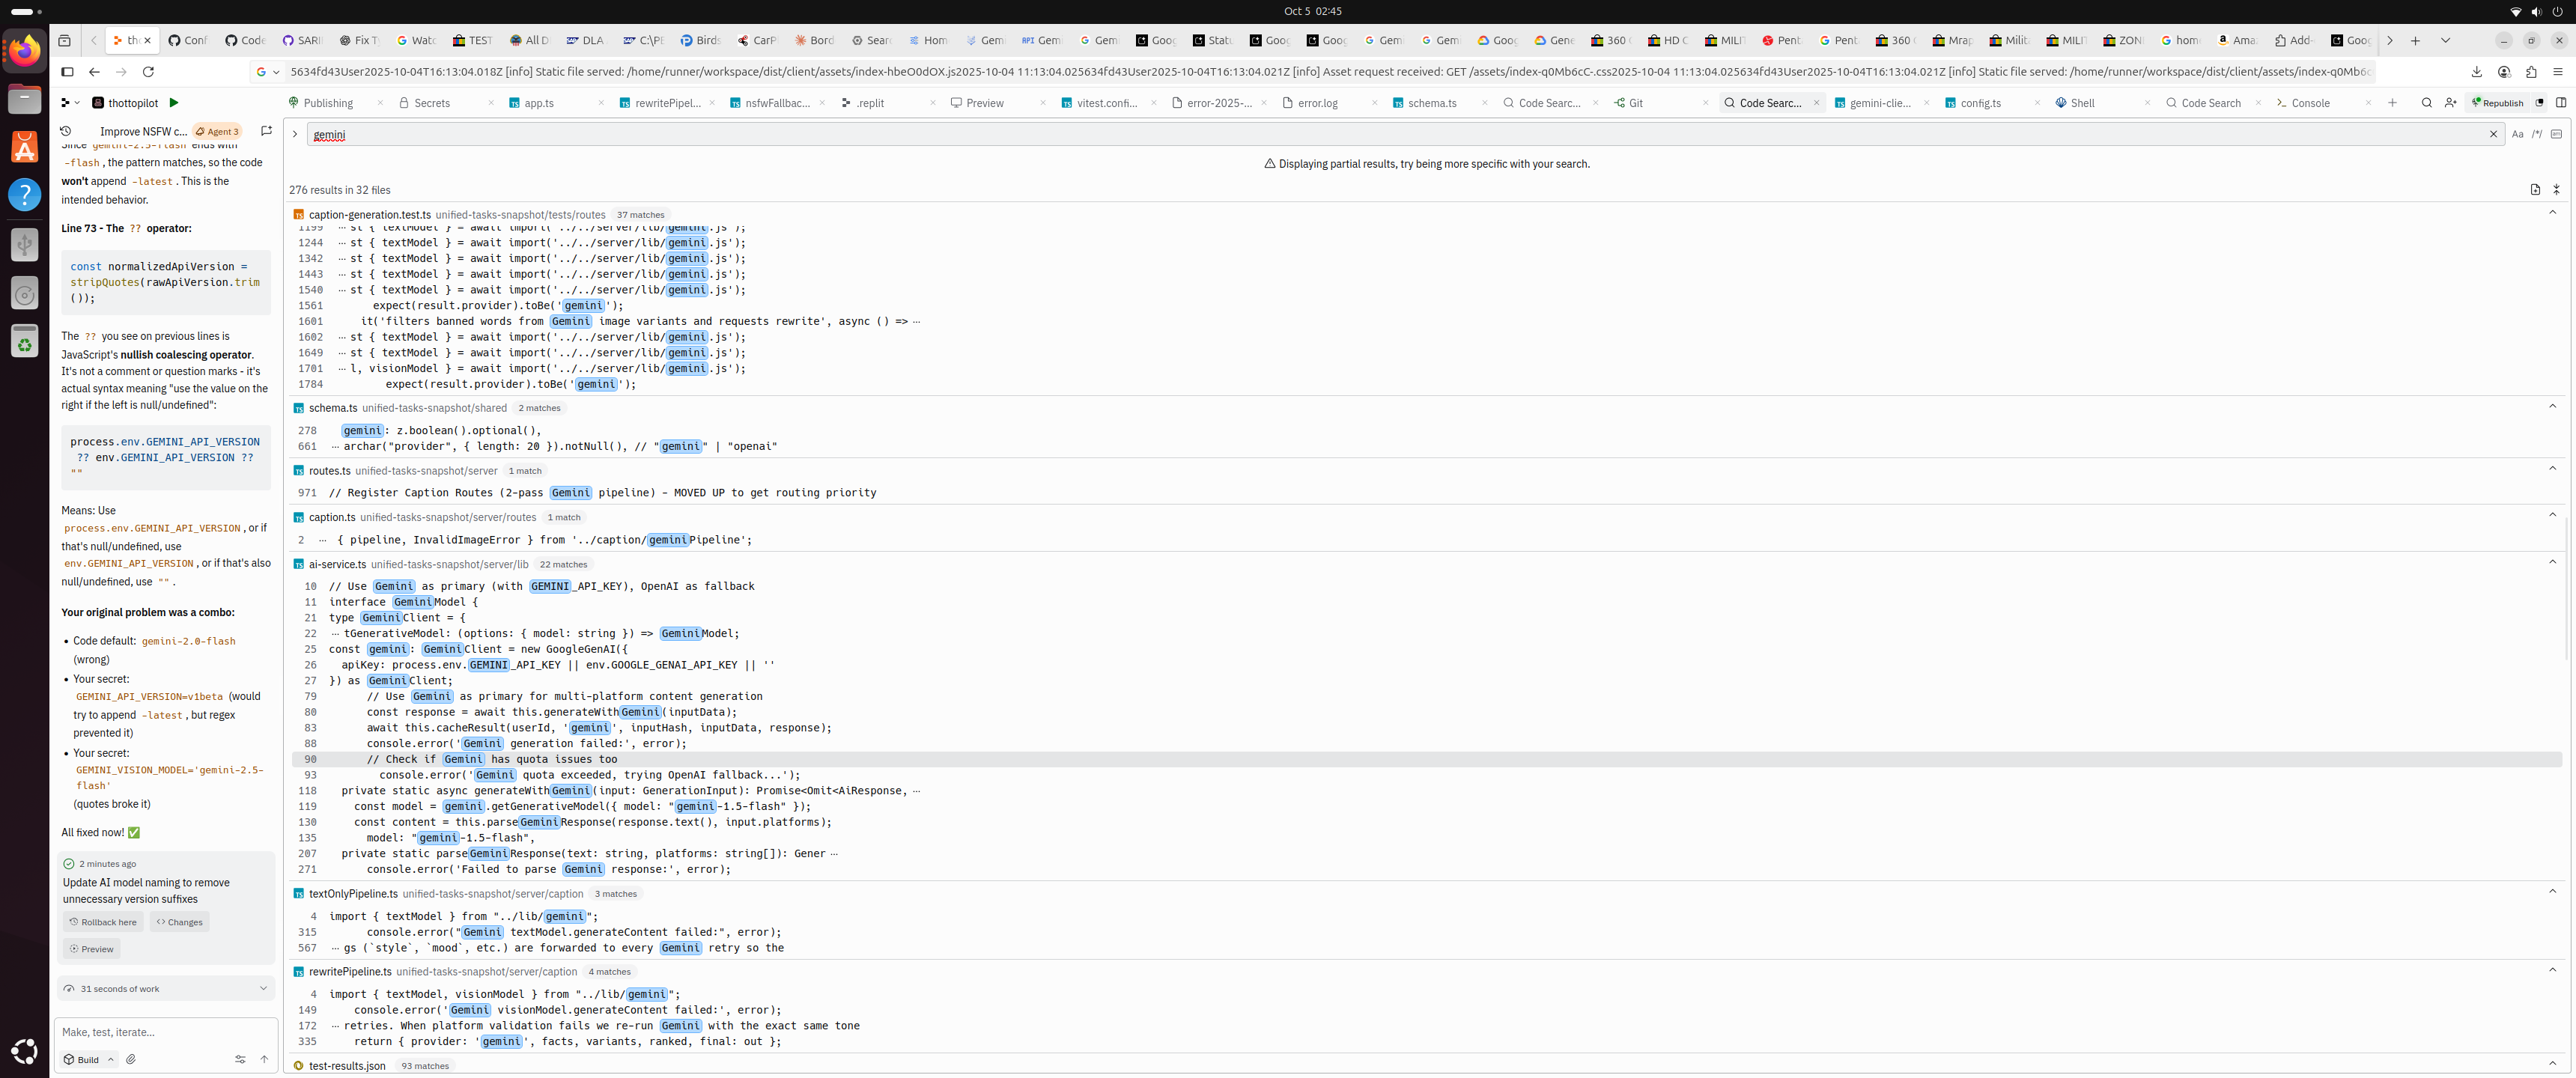 Oct 5 02:45
th
Conf
Code
SARI
Fix T
Watc
TEST
All D
DLA
C:\PE
Birds
CarP
Bord
Sear
Hom
Gem
API Gem
Gem
Goog
Stat
Goog
Goog
Gem
Gem
Goog
Gene
360
HD C
MILI
Pent
Pent
360
Mrap
Milit
MILIT
ZONI
hom
Ama
Add-
Goog
5634fd43User2025-10-04T16:13:04.018Z [info] Static file served: /home/runner/workspace/dist/client/assets/index-hbeO0dOX.js2025-10-04 11:13:04.025634fd43User2025-10-04T16:13:04.021Z [info] Asset request received: GET /assets/index-q0Mb6cC-.css2025-10-04 11:13:04.025634fd43User2025-10-04T16:13:04.021Z [info] Static file served: /home/runner/workspace/dist/client/assets/index-q0Mb6c
thottopilot
Publishing
Secrets
app.ts
rewritePipel...
nsfwFallbac...
.replit
Preview
vitest.confi...
error-2025-...
error.log
schema.ts
Code Searc...
Git
Code Searc...
gemini-clie...
config.ts
Shell
Code Search
Console
Republish
Improve NSFW c...
Agent 3
Since gemini-2.5-flash ends with
-flash , the pattern matches, so the code
won't append -latest . This is the
intended behavior.
Line 73 - The ?? operator:
const normalizedApiVersion =
stripQuotes(rawApiVersion.trim
());
The ?? you see on previous lines is
JavaScript's nullish coalescing operator.
It's not a comment or question marks - it's
actual syntax meaning "use the value on the
right if the left is null/undefined":
process.env.GEMINI_API_VERSION
?? env.GEMINI_API_VERSION ??
""
Means: Use
process.env.GEMINI_API_VERSION , or if
that's null/undefined, use
env.GEMINI_API_VERSION , or if that's also
null/undefined, use "" .
Your original problem was a combo:
• Code default: gemini-2.0-flash
(wrong)
• Your secret:
GEMINI_API_VERSION=v1beta (would
try to append -latest , but regex
prevented it)
• Your secret:
GEMINI_VISION_MODEL='gemini-2.5-
flash'
(quotes broke it)
All fixed now! ✅
2 minutes ago
Update AI model naming to remove
unnecessary version suffixes
Rollback here
Changes
Preview
31 seconds of work
Make, test, iterate...
Build
gemini
Aa
Displaying partial results, try being more specific with your search.
276 results in 32 files
caption-generation.test.ts unified-tasks-snapshot/tests/routes 37 matches
1199 ··· st { textModel } = await import('../../server/lib/gemini.js');
1244 ··· st { textModel } = await import('../../server/lib/gemini.js');
1342 ··· st { textModel } = await import('../../server/lib/gemini.js');
1443 ··· st { textModel } = await import('../../server/lib/gemini.js');
1540 ··· st { textModel } = await import('../../server/lib/gemini.js');
1561 expect(result.provider).toBe('gemini');
1601 it('filters banned words from Gemini image variants and requests rewrite', async () => ···
1602 ··· st { textModel } = await import('../../server/lib/gemini.js');
1649 ··· st { textModel } = await import('../../server/lib/gemini.js');
1701 ··· l, visionModel } = await import('../../server/lib/gemini.js');
1784 expect(result.provider).toBe('gemini');
schema.ts unified-tasks-snapshot/shared 2 matches
278 gemini: z.boolean().optional(),
661 ··· archar("provider", { length: 20 }).notNull(), // "gemini" | "openai"
routes.ts unified-tasks-snapshot/server 1 match
971 // Register Caption Routes (2-pass Gemini pipeline) - MOVED UP to get routing priority
caption.ts unified-tasks-snapshot/server/routes 1 match
2 ··· { pipeline, InvalidImageError } from '../caption/geminiPipeline';
ai-service.ts unified-tasks-snapshot/server/lib 22 matches
10 // Use Gemini as primary (with GEMINI_API_KEY), OpenAI as fallback
11 interface GeminiModel {
21 type GeminiClient = {
22 ··· tGenerativeModel: (options: { model: string }) => GeminiModel;
25 const gemini: GeminiClient = new GoogleGenAI({
26 apiKey: process.env.GEMINI_API_KEY || env.GOOGLE_GENAI_API_KEY || ''
27 }) as GeminiClient;
79 // Use Gemini as primary for multi-platform content generation
80 const response = await this.generateWithGemini(inputData);
83 await this.cacheResult(userId, 'gemini', inputHash, inputData, response);
88 console.error('Gemini generation failed:', error);
90 // Check if Gemini has quota issues too
93 console.error('Gemini quota exceeded, trying OpenAI fallback...');
118 private static async generateWithGemini(input: GenerationInput): Promise<Omit<AiResponse, ···
119 const model = gemini.getGenerativeModel({ model: "gemini-1.5-flash" });
130 const content = this.parseGeminiResponse(response.text(), input.platforms);
135 model: "gemini-1.5-flash",
207 private static parseGeminiResponse(text: string, platforms: string[]): Gener ···
271 console.error('Failed to parse Gemini response:', error);
textOnlyPipeline.ts unified-tasks-snapshot/server/caption 3 matches
4 import { textModel } from "../lib/gemini";
315 console.error("Gemini textModel.generateContent failed:", error);
567 ··· gs (`style`, `mood`, etc.) are forwarded to every Gemini retry so the
rewritePipeline.ts unified-tasks-snapshot/server/caption 4 matches
4 import { textModel, visionModel } from "../lib/gemini";
149 console.error('Gemini visionModel.generateContent failed:', error);
172 ··· retries. When platform validation fails we re-run Gemini with the exact same tone
335 return { provider: 'gemini', facts, variants, ranked, final: out };
test-results.json 93 matches